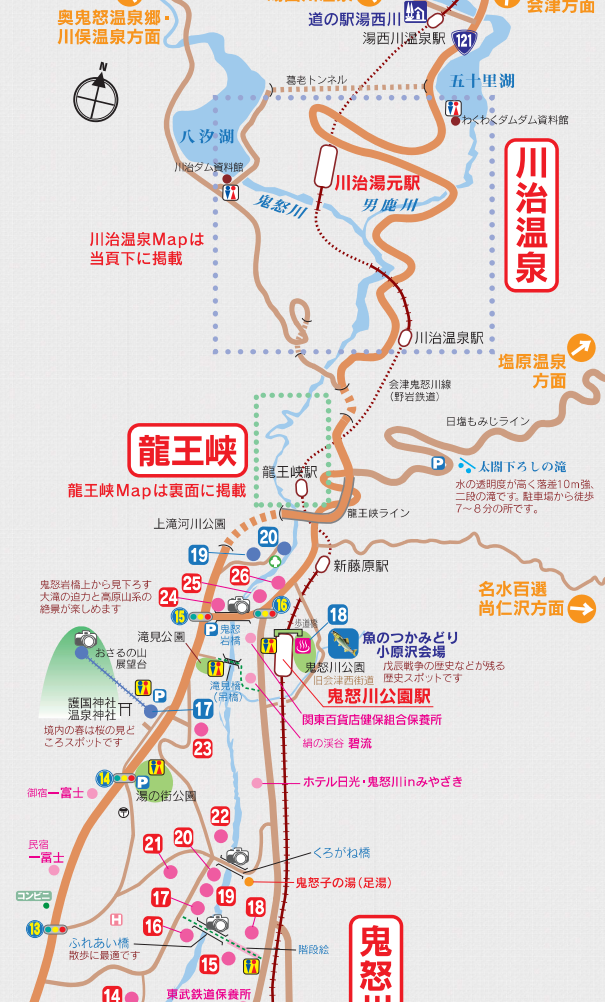 会津方面
奥鬼怒温泉郷・
川俣温泉方面
道の駅湯西川
湯西川温泉駅
121
N
葛老トンネル
五十里湖
わくわくダムダム資料館
八汐湖
川治ダム資料館
川治湯元駅
鬼怒川
男鹿川
川治温泉
川治温泉Mapは
当頁下に掲載
川治温泉駅
塩原温泉
方面
会津鬼怒川線
(野岩鉄道)
日塩もみじライン
龍王峡
龍王峡駅
龍王峡Mapは裏面に掲載
P
太閤下ろしの滝
水の透明度が高く落差10m強、
二段の滝です。駐車場から徒歩
7〜8分の所です。
龍王峡ライン
上滝河川公園
19
20
新藤原駅
鬼怒岩橋上から見下ろす
大滝の迫力と高原山系の
絶景が楽しめます
24
25
26
15
16
名水百選
尚仁沢方面
P
鬼怒
岩橋
歩道橋
18
魚のつかみどり
小原沢会場
滝見公園
鬼怒川公園
旧会津西街道
戊辰戦争の歴史などが残る
歴史スポットです
おさるの山
展望台
滝見橋
(吊橋)
鬼怒川公園駅
P
護国神社
温泉神社
17
境内の春は桜の見ど
ころスポットです
関東百貨店健保組合保養所
23
絹の渓谷 碧流
14
P
湯の街公園
ホテル日光・鬼怒川inみやざき
御宿一富士
22
21
20
くろがね橋
民宿
一富士
鬼怒子の湯(足湯)
コンビニ
17
19
18
13
H
16
ふれあい橋
散歩に最適です
階段絵
15
14
東武鉄道保養所
鬼怒川